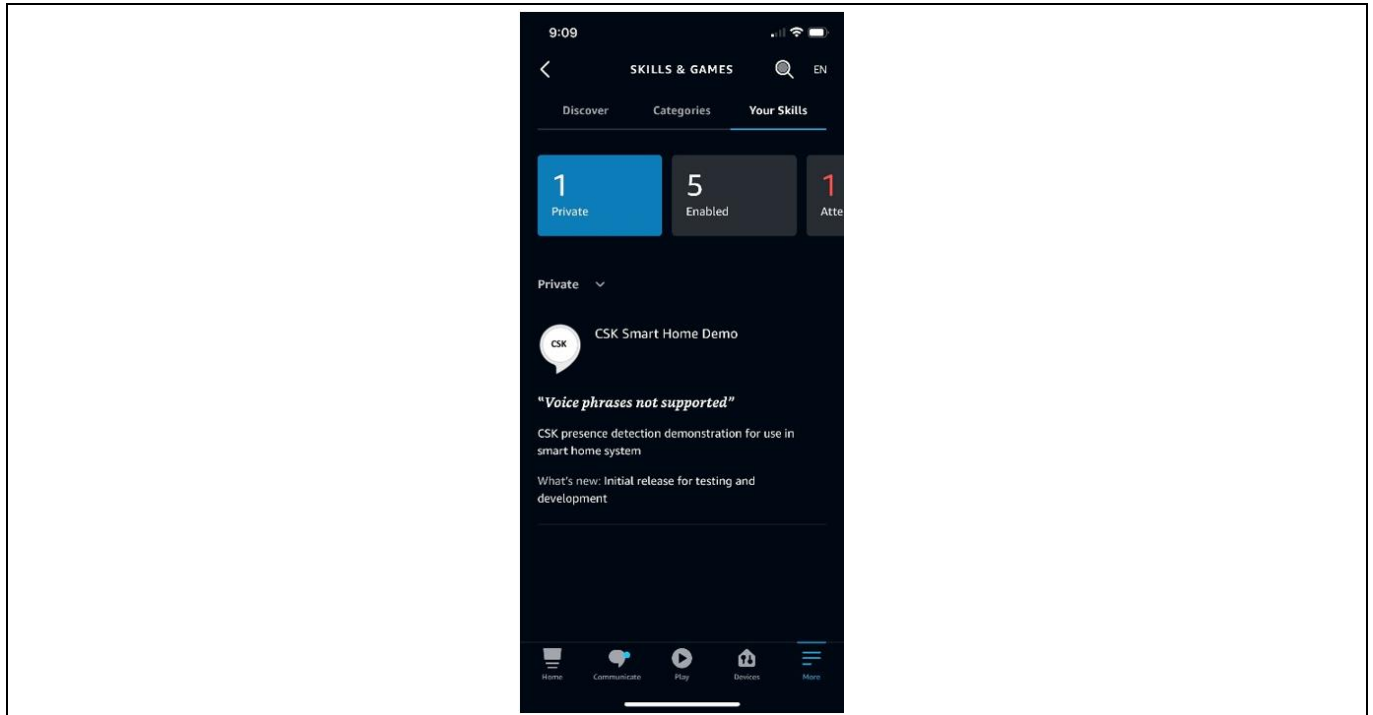 9:09
SKILLS & GAMES
EN
Discover Categories Your Skills
1 5 1
Private Enabled Atte
Private
CSK
CSK Smart Home Demo
"Voice phrases not supported"
CSK presence detection demonstration for use in
smart home system
What's new: Initial release for testing and
development
Home Communicate Play Devices More